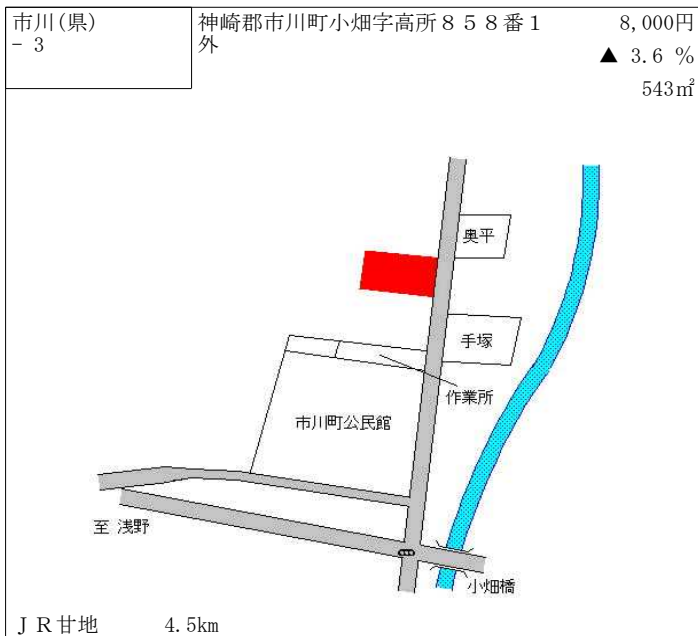 市川(県)
- 3
神崎郡市川町小畑字高所８５８番１
外
8,000円
▲ 3.6 %
543㎡
奥平
手塚
作業所
市川町公民館
至 浅野
小畑橋
ＪＲ甘地 4.5km